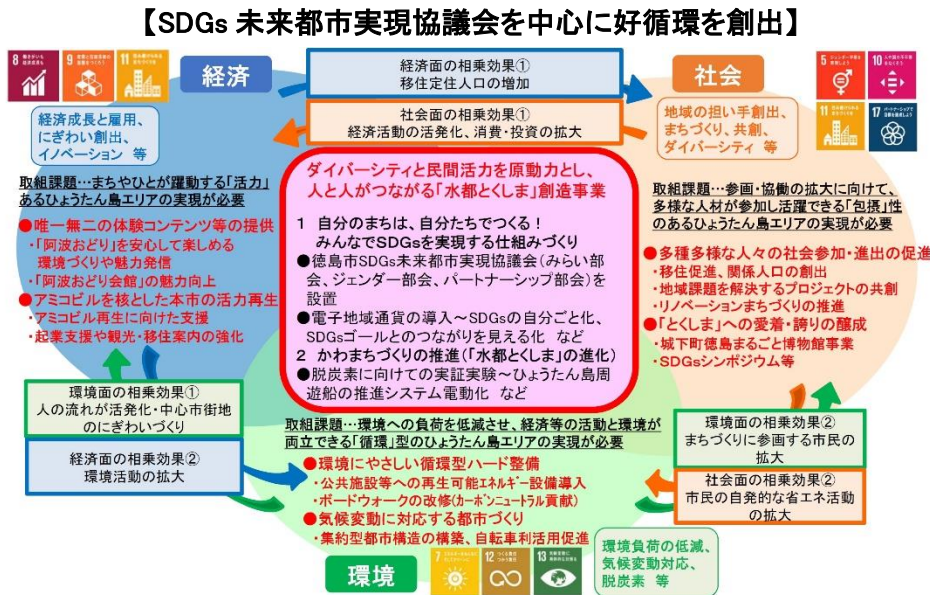 【SDGs 未来都市実現協議会を中心に好循環を創出】
8
9
11
経済
経済面の相乗効果①
移住定住人口の増加
社会
5
10
11
17
経済成長と雇用、
にぎわい創出、
イノベーション 等
社会面の相乗効果①
経済活動の活発化、消費・投資の拡大
地域の担い手創出、
まちづくり、共創、
ダイバーシティ 等
取組課題…まちやひとが躍動する「活力」
あるひょうたん島エリアの実現が必要
●唯一無二の体験コンテンツ等の提供
・「阿波おどり」を安心して楽しめる
環境づくりや魅力発信
・「阿波おどり会館」の魅力向上
●アミコビルを核とした本市の活力再生
・アミコビル再生に向けた支援
・起業支援や観光・移住案内の強化
ダイバーシティと民間活力を原動力とし、
人と人がつながる「水都とくしま」創造事業
1 自分のまちは、自分たちでつくる！
みんなでSDGsを実現する仕組みづくり
●徳島市SDGs未来都市実現協議会(みらい部
会、ジェンダー部会、パートナーシップ部会)を
設置
●電子地域通貨の導入～SDGsの自分ごと化、
SDGsゴールとのつながりを見える化 など
2 かわまちづくりの推進(「水都とくしま」の進化)
●脱炭素に向けての実証実験～ひょうたん島周
遊船の推進システム電動化 など
取組課題…参画・協働の拡大に向けて、
多様な人材が参加し活躍できる「包摂」性
のあるひょうたん島エリアの実現が必要
●多種多様な人々の社会参加・進出の促進
・移住促進、関係人口の創出
・地域課題を解決するプロジェクトの共創
・リノベーションまちづくりの推進
●「とくしま」への愛着・誇りの醸成
・城下町徳島まるごと博物館事業
・SDGsシンポジウム等
環境面の相乗効果①
人の流れが活発化・中心市街地
のにぎわいづくり
経済面の相乗効果②
環境活動の拡大
取組課題…環境への負荷を低減させ、経済等の活動と環境が
両立できる「循環」型のひょうたん島エリアの実現が必要
●環境にやさしい循環型ハード整備
・公共施設等への再生可能エネルギー設備導入
・ボードウォークの改修(カーボンニュートラル貢献)
●気候変動に対応する都市づくり
・集約型都市構造の構築、自転車利活用促進
環境面の相乗効果②
まちづくりに参画する市民の
拡大
社会面の相乗効果②
市民の自発的な省エネ活動
の拡大
環境
7
12
13
環境負荷の低減、
気候変動対応、
脱炭素 等